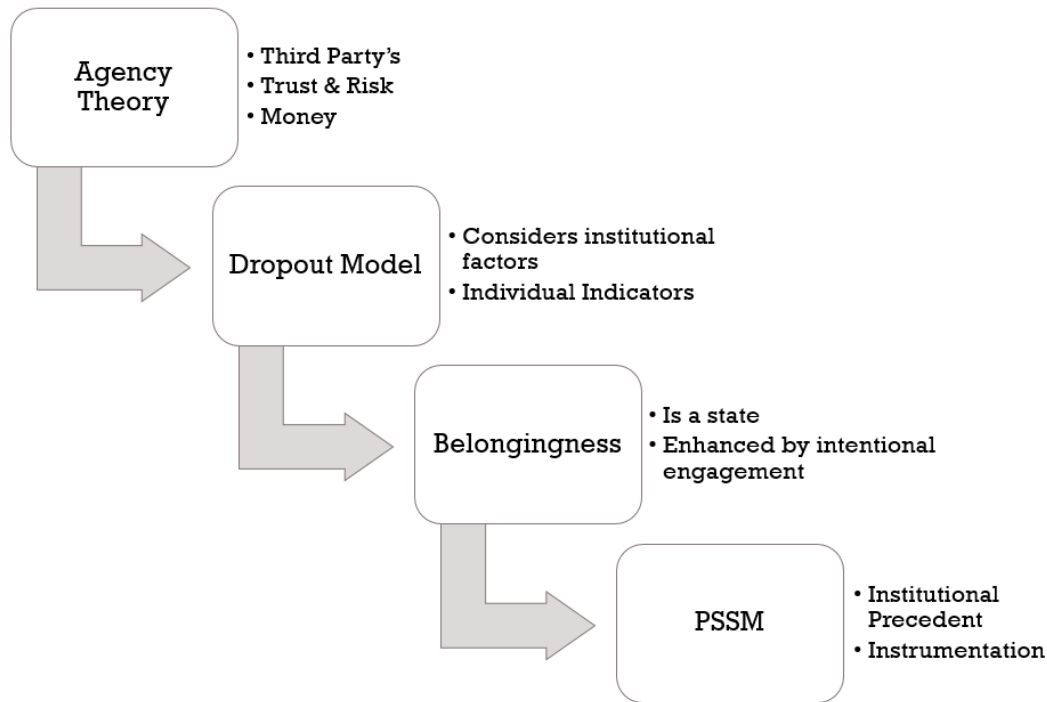 Agency
Theory
• Third Party's
• Trust & Risk
• Money
Dropout Model
• Considers institutional
factors
• Individual Indicators
Belongingness
• Is a state
• Enhanced by intentional
engagement
PSSM
• Institutional
Precedent
• Instrumentation